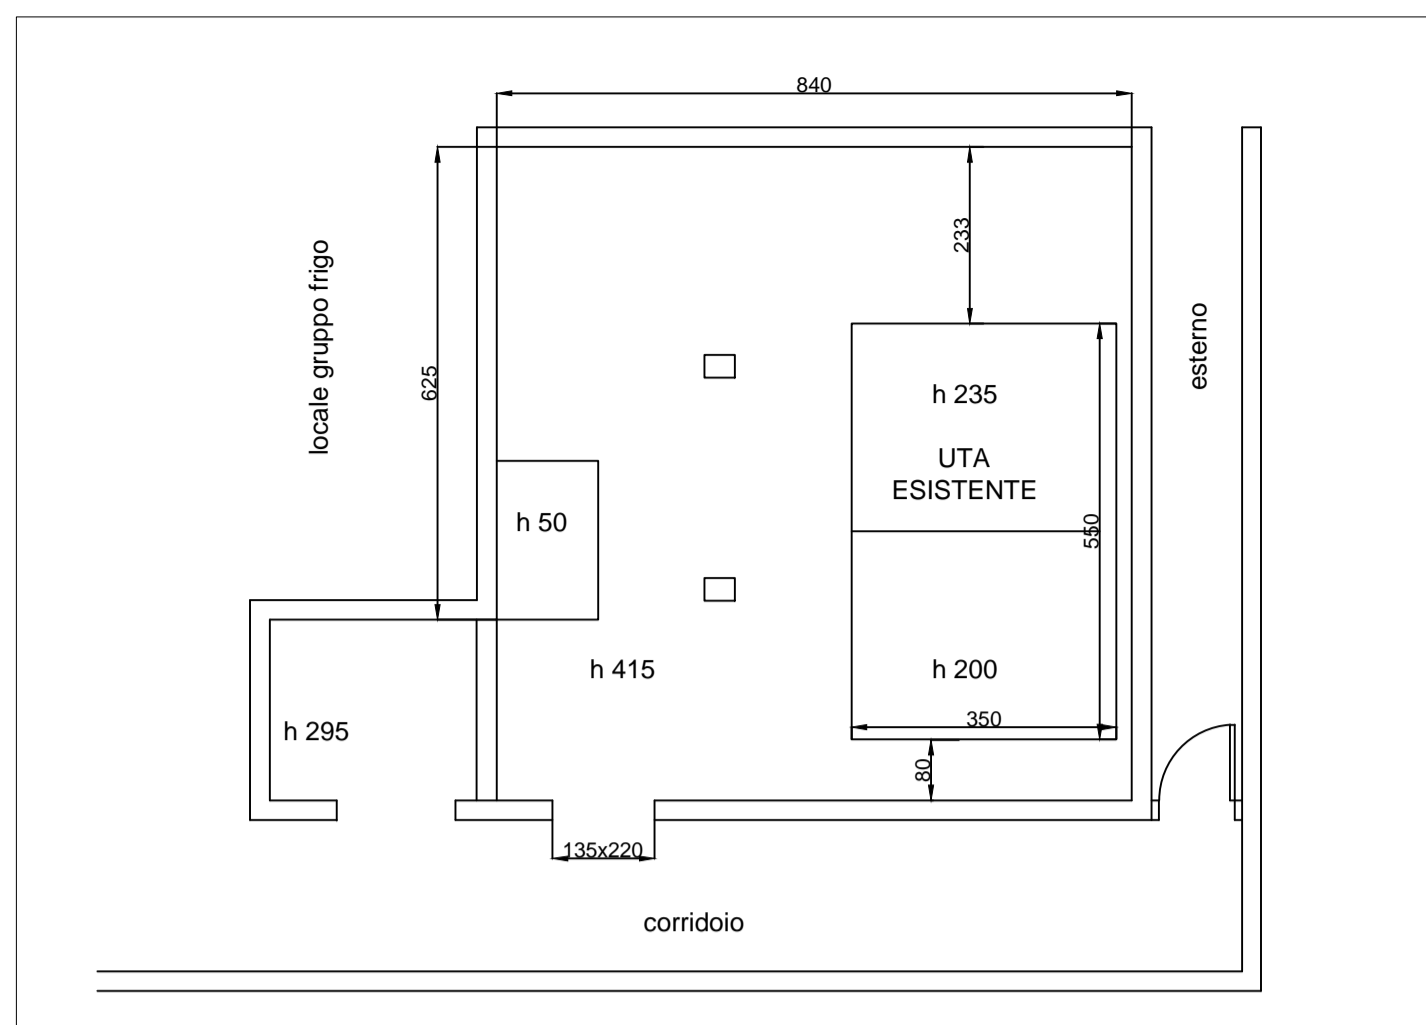 840
233
locale gruppo frigo
esterno
625
h 235
UTA
ESISTENTE
h 50
550
h 415
h 200
350
h 295
80
135x220
corridoio